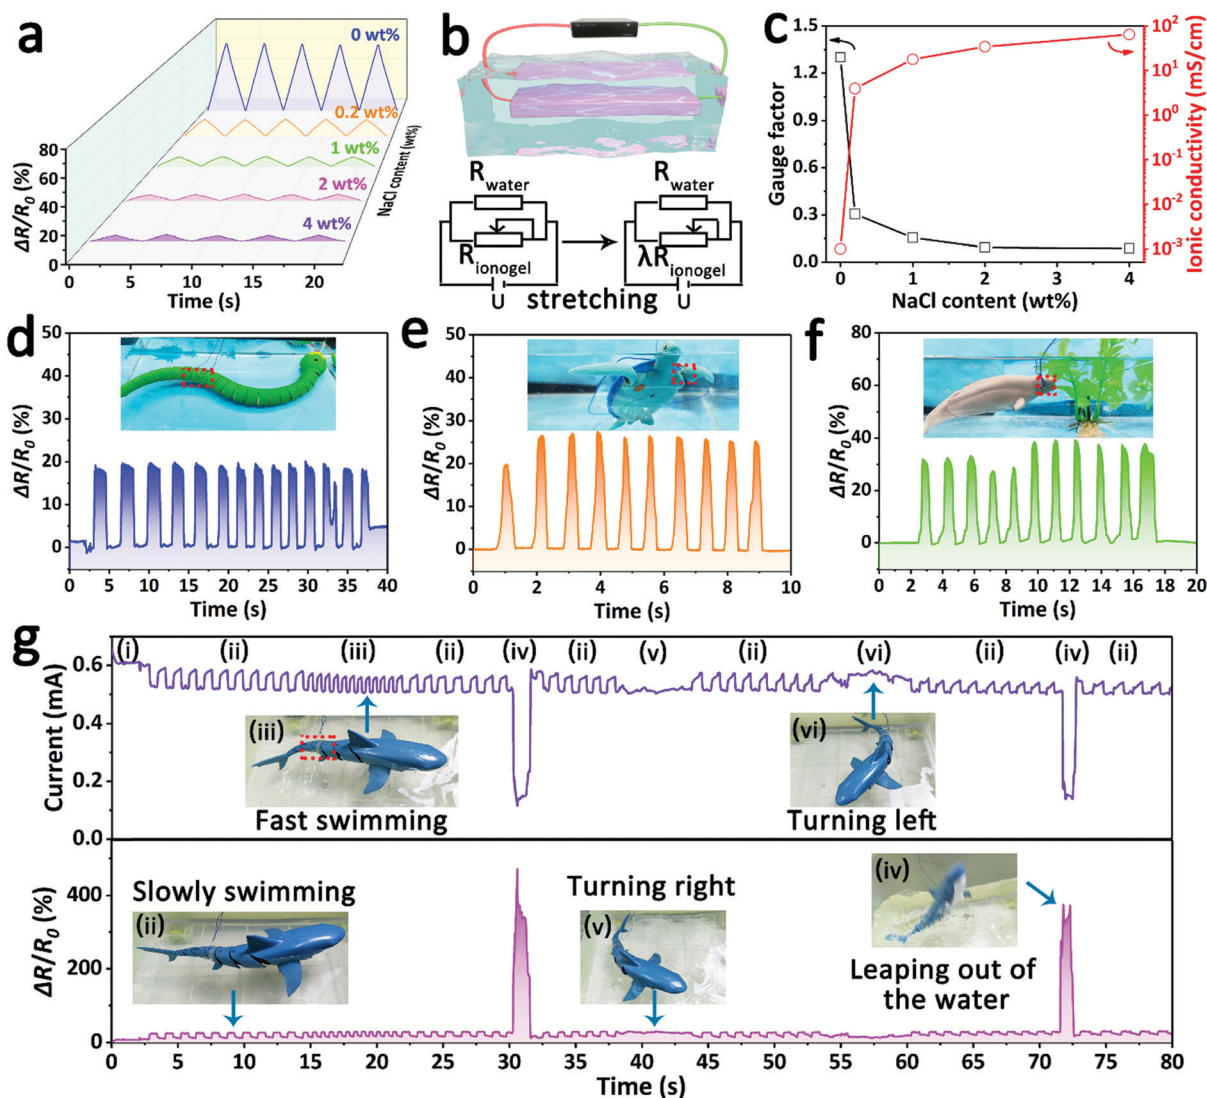 a
0 wt%
0.2 wt%
1 wt%
2 wt%
4 wt%
NaCl content (wt%)
ΔR/R0 (%)
80
60
40
20
0
0 5 10 15 20
Time (s)
b
Rwater
Rionogel
U
stretching
Rwater
λRionogel
U
c
Gauge factor
1.5
1.2
0.9
0.6
0.3
0.0
Ionic conductivity (mS/cm)
10^2
10^1
10^0
10^-1
10^-2
10^-3
0 1 2 3 4
NaCl content (wt%)
d
ΔR/R0 (%)
50
40
30
20
10
0
0 5 10 15 20 25 30 35 40
Time (s)
e
ΔR/R0 (%)
50
40
30
20
10
0
0 2 4 6 8 10
Time (s)
f
ΔR/R0 (%)
80
60
40
20
0
0 2 4 6 8 10 12 14 16 18 20
Time (s)
g
(i) (ii) (iii) (ii) (iv) (ii) (v) (ii) (vi) (ii) (iv) (ii)
Current (mA)
0.6
0.4
0.2
0.0
(iii)
Fast swimming
(vi)
Turning left
ΔR/R0 (%)
400
200
0
Slowly swimming
(ii)
Turning right
(v)
(iv)
Leaping out of
the water
0 5 10 15 20 25 30 35 40 45 50 55 60 65 70 75 80
Time (s)